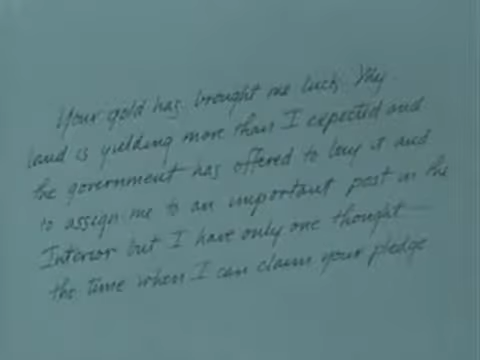 Your gold has brought me luck. My
land is yielding more than I expected and
the government has offered to buy it and
to assign me to an important post in the
Interior but I have only one thought —
the time when I can claim your pledge